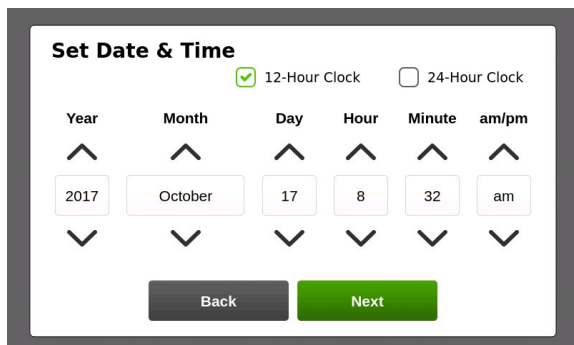 Set Date & Time
12-Hour Clock 24-Hour Clock
Year Month Day Hour Minute am/pm
2017 October 17 8 32 am
Back Next